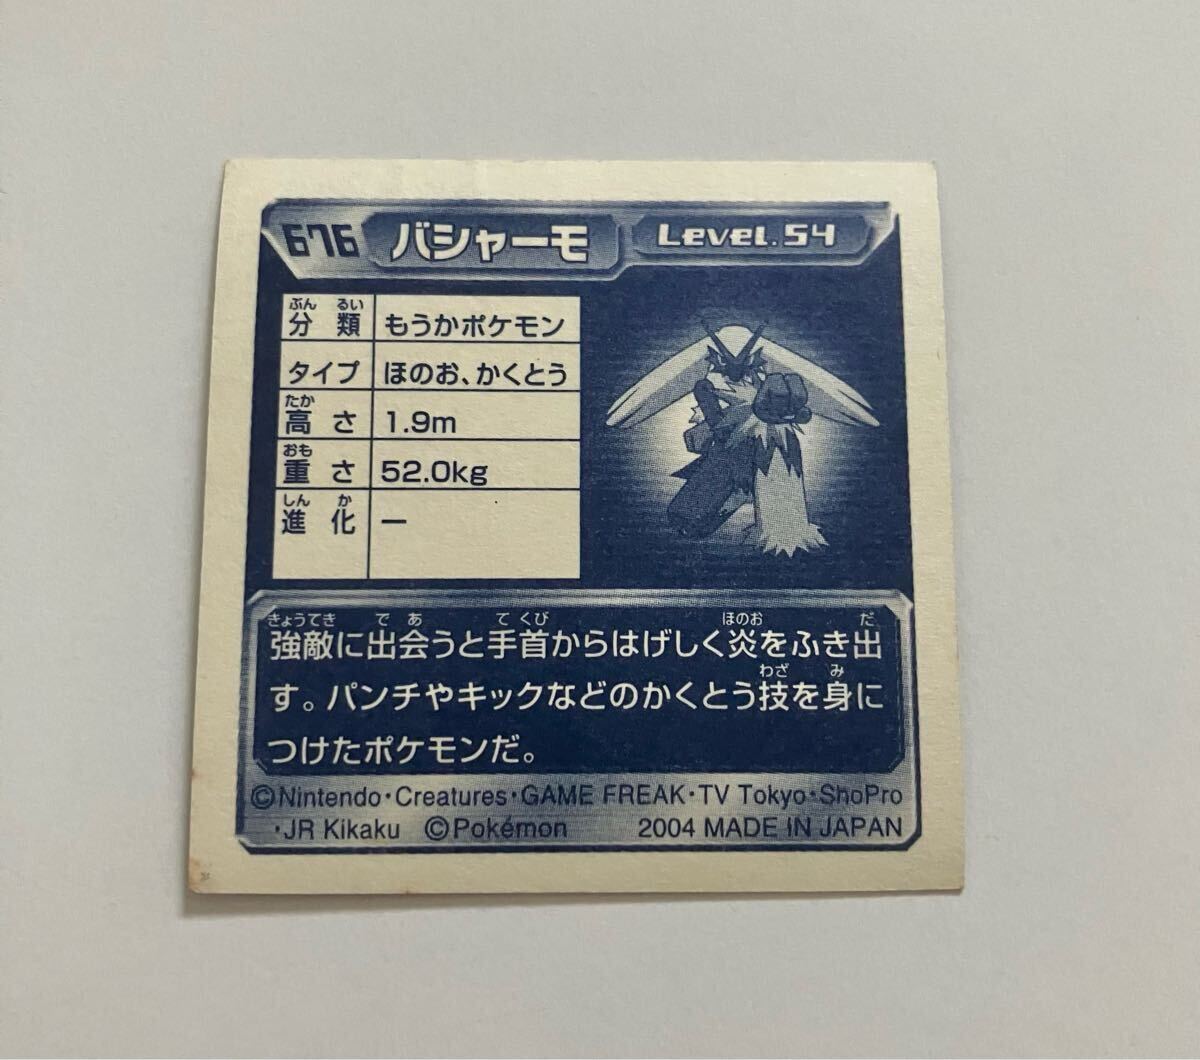 676 バシャーモ Level.54
ぶん るい
分類 もうかポケモン
タイプ ほのお、かくとう
たか
高さ 1.9m
おも
重さ 52.0kg
しん か
進化 ー
きょうてき で あ て くび ほのお だ
強敵に出会うと手首からはげしく炎をふき出
わざ み
す。パンチやキックなどのかくとう技を身に
つけたポケモンだ。
©Nintendo・Creatures・GAME FREAK・TV Tokyo・ShoPro
・JR Kikaku ©Pokémon 2004 MADE IN JAPAN